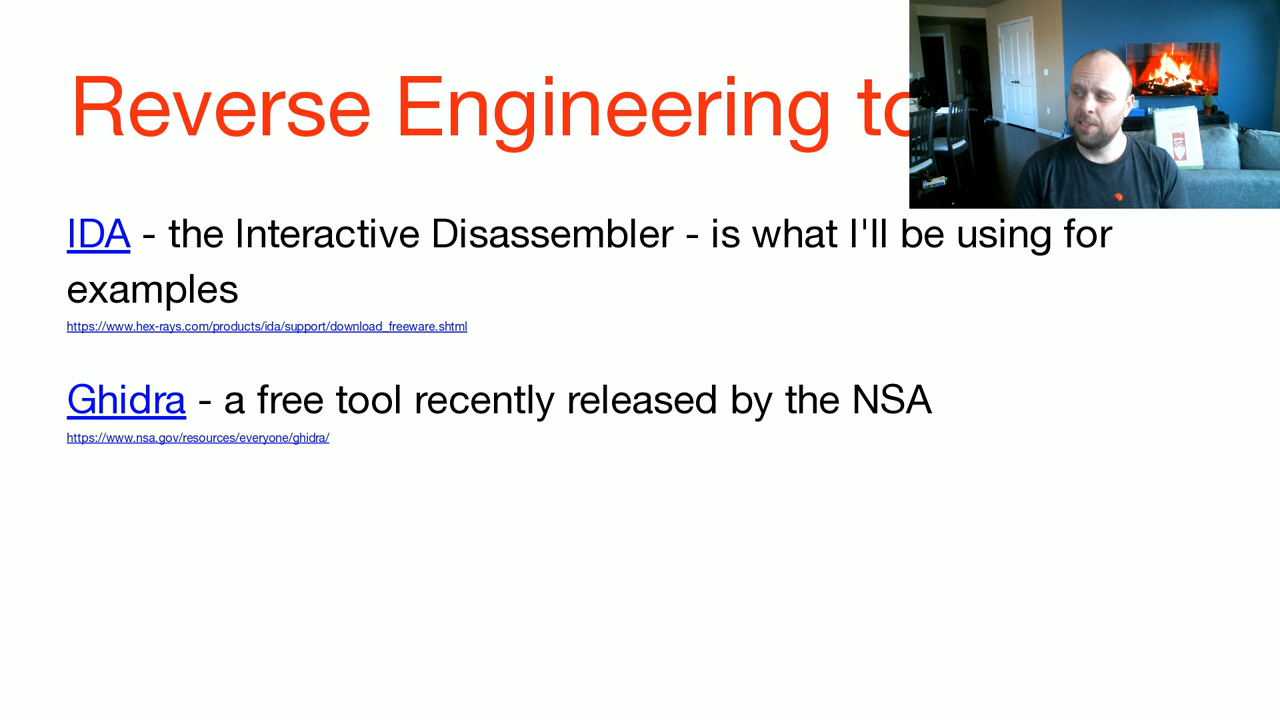 Reverse Engineering
IDA - the Interactive Disassembler - is what I'll be using for
examples
https://www.hex-rays.com/products/ida/support/download_freeware.shtml
Ghidra - a free tool recently released by the NSA
https://www.nsa.gov/resources/everyone/ghidra/